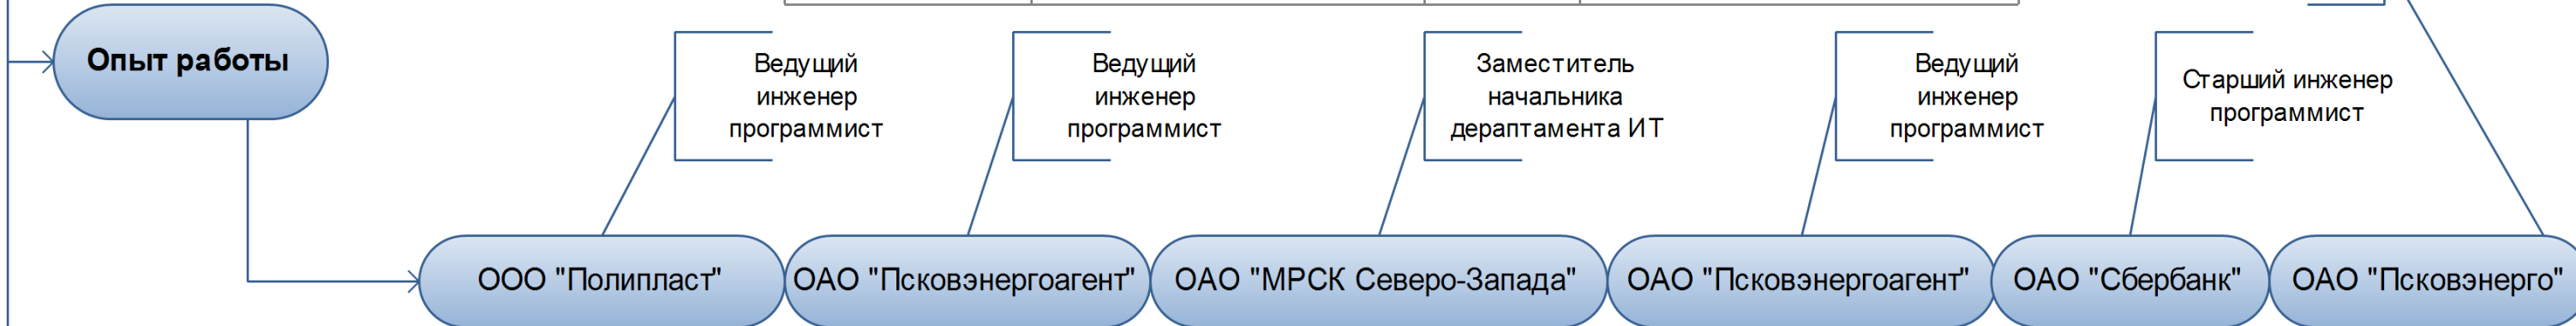 Опыт работы
Ведущий
инженер
программист
Ведущий
инженер
программист
Заместитель
начальника
дераптамента ИТ
Ведущий
инженер
программист
Старший инженер
программист
ООО "Полипласт"
ОАО "Псковэнергоагент"
ОАО "МРСК Северо-Запада"
ОАО "Псковэнергоагент"
ОАО "Сбербанк"
ОАО "Псковэнерго"